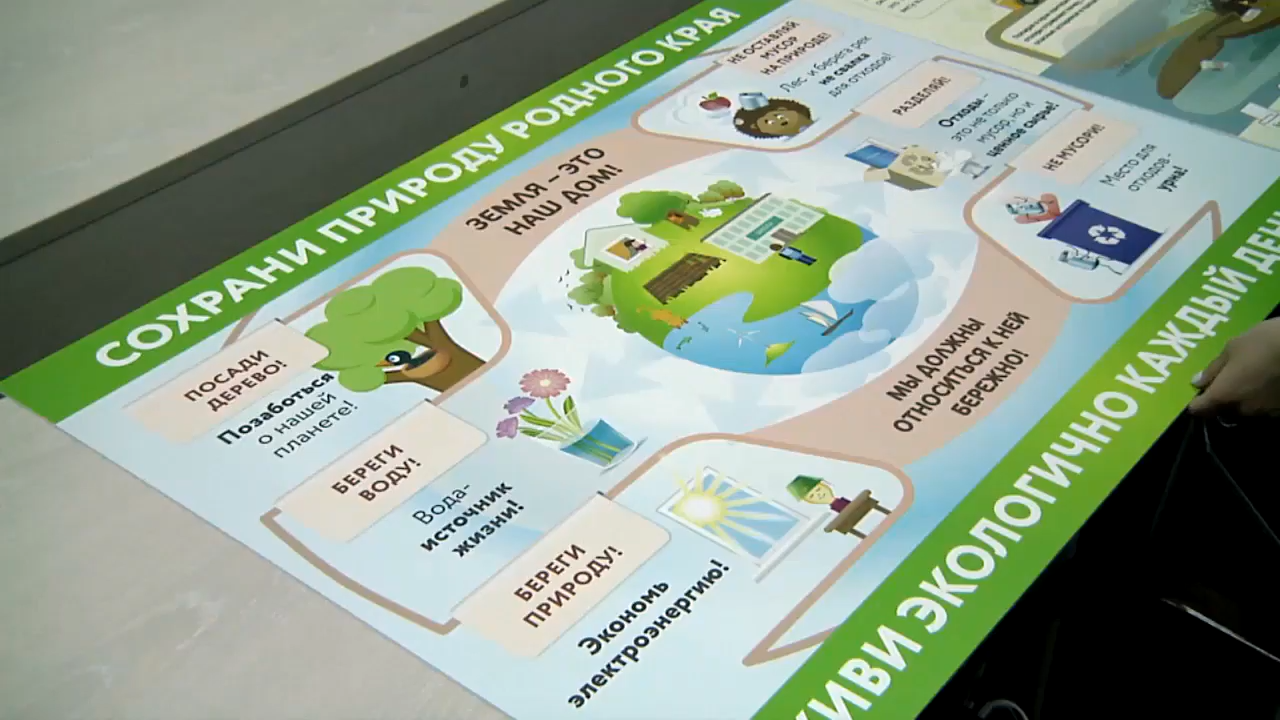 СОХРАНИ ПРИРОДУ РОДНОГО КРАЯ
ЗЕМЛЯ – ЭТО
НАШ ДОМ!
НЕ ОСТАВЛЯЙ
МУСОР
НА ПРИРОДЕ!
Лес и берега рек
не свалка
для отходов!
РАЗДЕЛЯЙ!
Отходы –
это не только
мусор, но и
ценное сырье!
НЕ МУСОРИ!
Место для
отходов -
урна!
ПОСАДИ
ДЕРЕВО!
Позаботься
о нашей
планете!
БЕРЕГИ
ВОДУ!
Вода-
источник
жизни!
БЕРЕГИ
ПРИРОДУ!
Экономь
электроэнергию!
МЫ ДОЛЖНЫ
ОТНОСИТЬСЯ К НЕЙ
БЕРЕЖНО!
ЖИВИ ЭКОЛОГИЧНО КАЖДЫЙ ДЕН